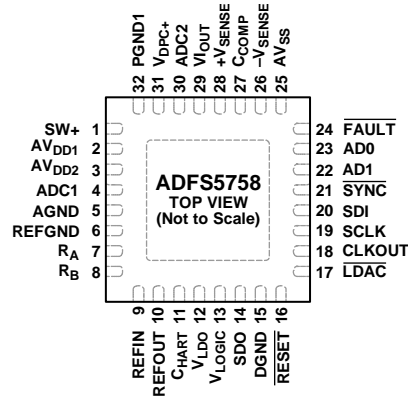 32 PGND1
31 VDPC+
30 ADC2
29 VIOUT
28 +VSENSE
27 CCOMP
26 –VSENSE
25 AVSS
SW+ 1
AVDD1 2
AVDD2 3
ADC1 4
AGND 5
REFGND 6
RA 7
RB 8
ADFS5758
TOP VIEW
(Not to Scale)
24 FAULT
23 AD0
22 AD1
21 SYNC
20 SDI
19 SCLK
18 CLKOUT
17 LDAC
REFIN 9
REFOUT 10
CHART 11
VLDO 12
VLOGIC 13
SDO 14
DGND 15
RESET 16